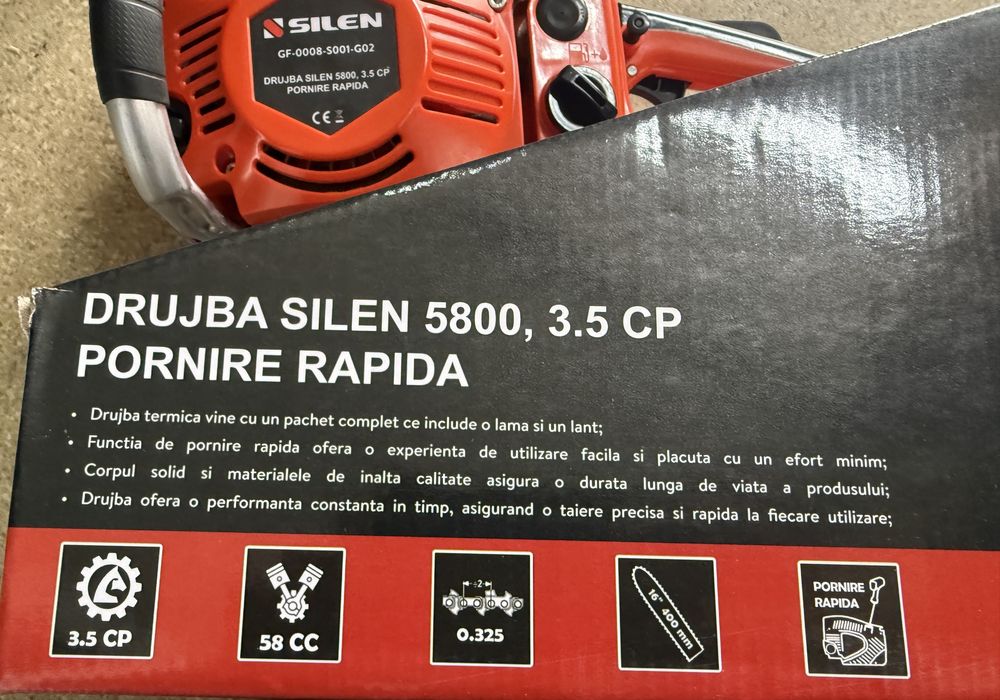 SILEN
GF-0008-S001-G02
DRUJBA SILEN 5800, 3.5 CP
PORNIRE RAPIDA
CE
DRUJBA SILEN 5800, 3.5 CP
PORNIRE RAPIDA
• Drujba termica vine cu un pachet complet ce include o lama si un lant;
• Functia de pornire rapida ofera o experienta de utilizare facila si placuta cu un efort minim;
• Corpul solid si materialele de inalta calitate asigura o durata lunga de viata a produsului;
• Drujba ofera o performanta constanta in timp, asigurand o taiere precisa si rapida la fiecare utilizare;
3.5 CP
58 CC
÷2
0.325
16" 400 mm
PORNIRE
RAPIDA